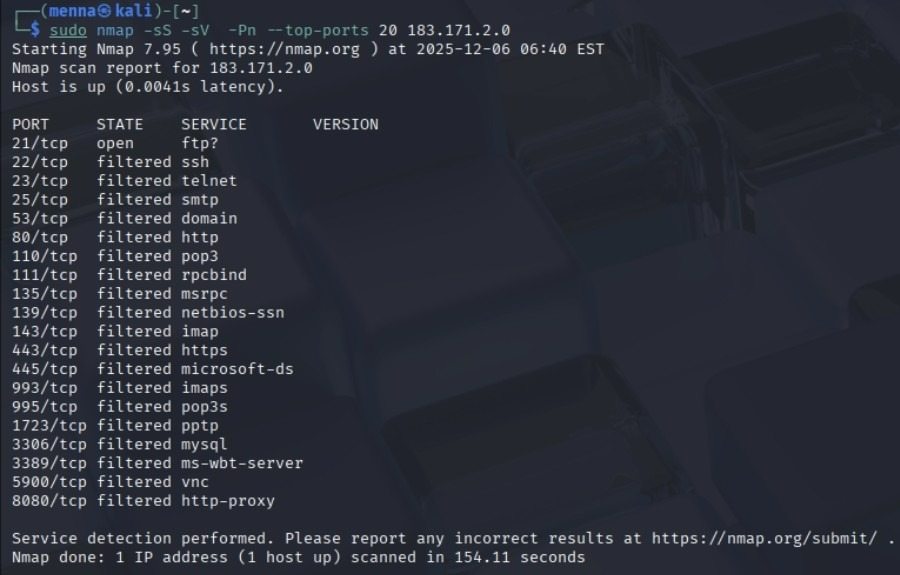 ┌──(menna㉿kali)-[~]
└─$ sudo nmap -sS -sV  -Pn --top-ports 20 183.171.2.0
Starting Nmap 7.95 ( https://nmap.org ) at 2025-12-06 06:40 EST
Nmap scan report for 183.171.2.0
Host is up (0.0041s latency).

PORT     STATE    SERVICE       VERSION
21/tcp   open     ftp?
22/tcp   filtered ssh
23/tcp   filtered telnet
25/tcp   filtered smtp
53/tcp   filtered domain
80/tcp   filtered http
110/tcp  filtered pop3
111/tcp  filtered rpcbind
135/tcp  filtered msrpc
139/tcp  filtered netbios-ssn
143/tcp  filtered imap
443/tcp  filtered https
445/tcp  filtered microsoft-ds
993/tcp  filtered imaps
995/tcp  filtered pop3s
1723/tcp filtered pptp
3306/tcp filtered mysql
3389/tcp filtered ms-wbt-server
5900/tcp filtered vnc
8080/tcp filtered http-proxy

Service detection performed. Please report any incorrect results at https://nmap.org/submit/ .
Nmap done: 1 IP address (1 host up) scanned in 154.11 seconds